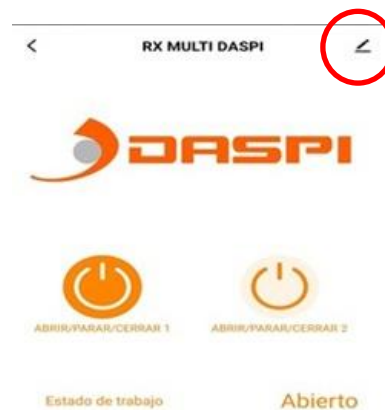 RX MULTI DASPI
DASPI
ABRIR/PARAR/CERRAR 1
ABRIR/PARAR/CERRAR 2
Estado de trabajo
Abierto